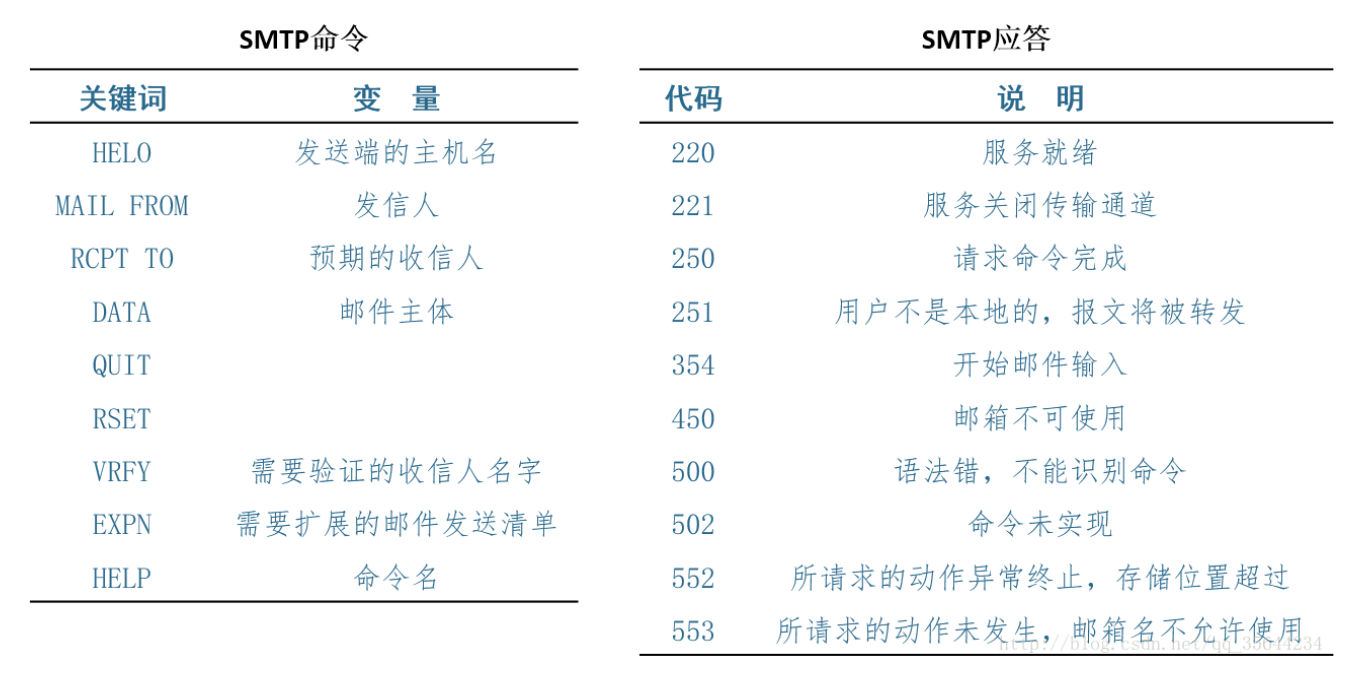 SMTP命令
关键词 变 量
HELO 发送端的主机名
MAIL FROM 发信人
RCPT TO 预期的收信人
DATA 邮件主体
QUIT
RSET
VRFY 需要验证的收信人名字
EXPN 需要扩展的邮件发送清单
HELP 命令名
SMTP应答
代码 说 明
220 服务就绪
221 服务关闭传输通道
250 请求命令完成
251 用户不是本地的，报文将被转发
354 开始邮件输入
450 邮箱不可使用
500 语法错，不能识别命令
502 命令未实现
552 所请求的动作异常终止，存储位置超过
553 所请求的动作未发生，邮箱名不允许使用
http://blog.csdn.net/qq_35644234